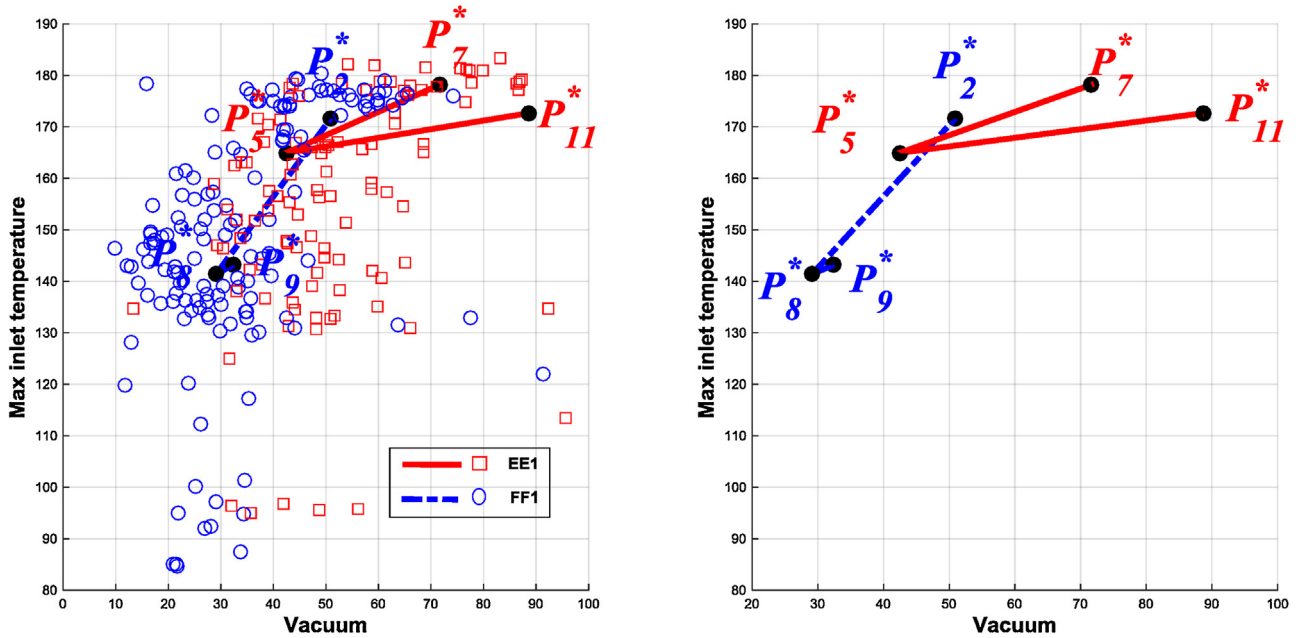 190
180
170
160
150
140
130
120
110
100
90
80
Max inlet temperature
0 10 20 30 40 50 60 70 80 90 100
Vacuum
P*2
P*7
P*5
P*11
P*8
P*9
EE1
FF1
190
180
170
160
150
140
130
120
110
100
90
80
Max inlet temperature
20 30 40 50 60 70 80 90 100
Vacuum
P*2
P*7
P*5
P*11
P*8
P*9